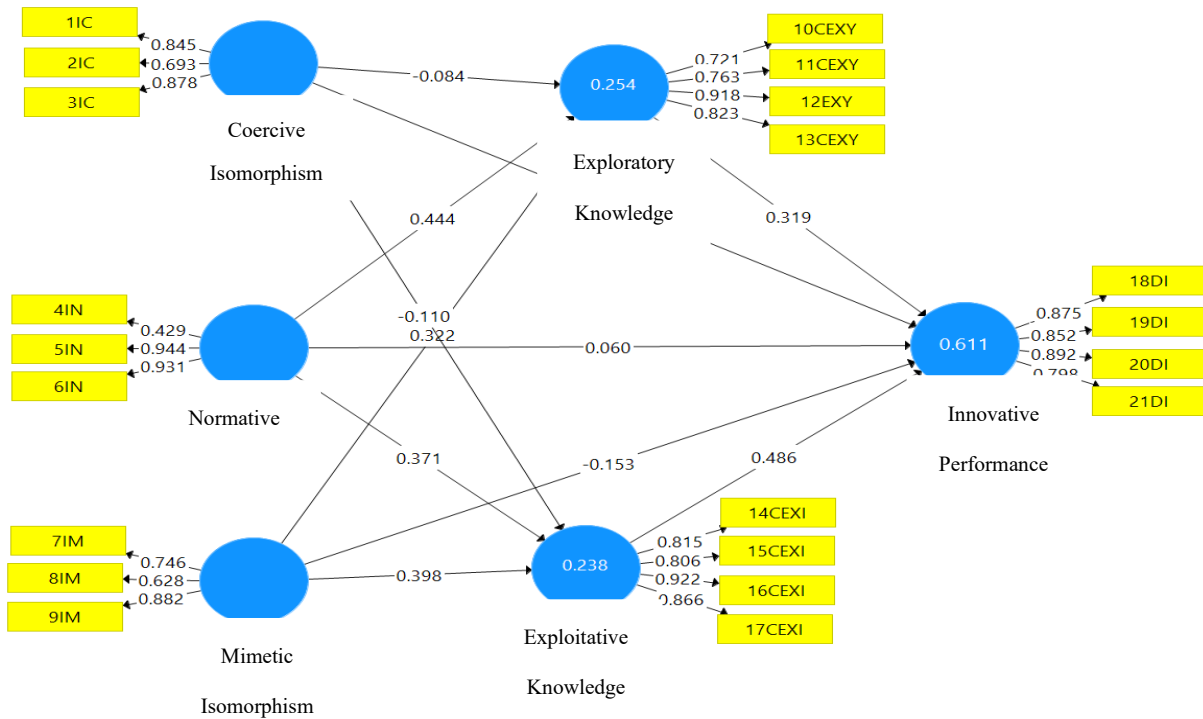 1IC
2IC
3IC
0.845
0.693
0.878
Coercive
Isomorphism
-0.084
0.254
Exploratory
Knowledge
0.721
0.763
0.918
0.823
10CEXY
11CEXY
12EXY
13CEXY
0.444
0.319
4IN
5IN
6IN
0.429
0.944
0.931
Normative
-0.110
0.322
0.060
0.611
Innovative
Performance
0.875
0.852
0.892
0.798
18DI
19DI
20DI
21DI
0.371
-0.153
0.486
7IM
8IM
9IM
0.746
0.628
0.882
Mimetic
Isomorphism
0.398
0.238
Exploitative
Knowledge
0.815
0.806
0.922
0.866
14CEXI
15CEXI
16CEXI
17CEXI